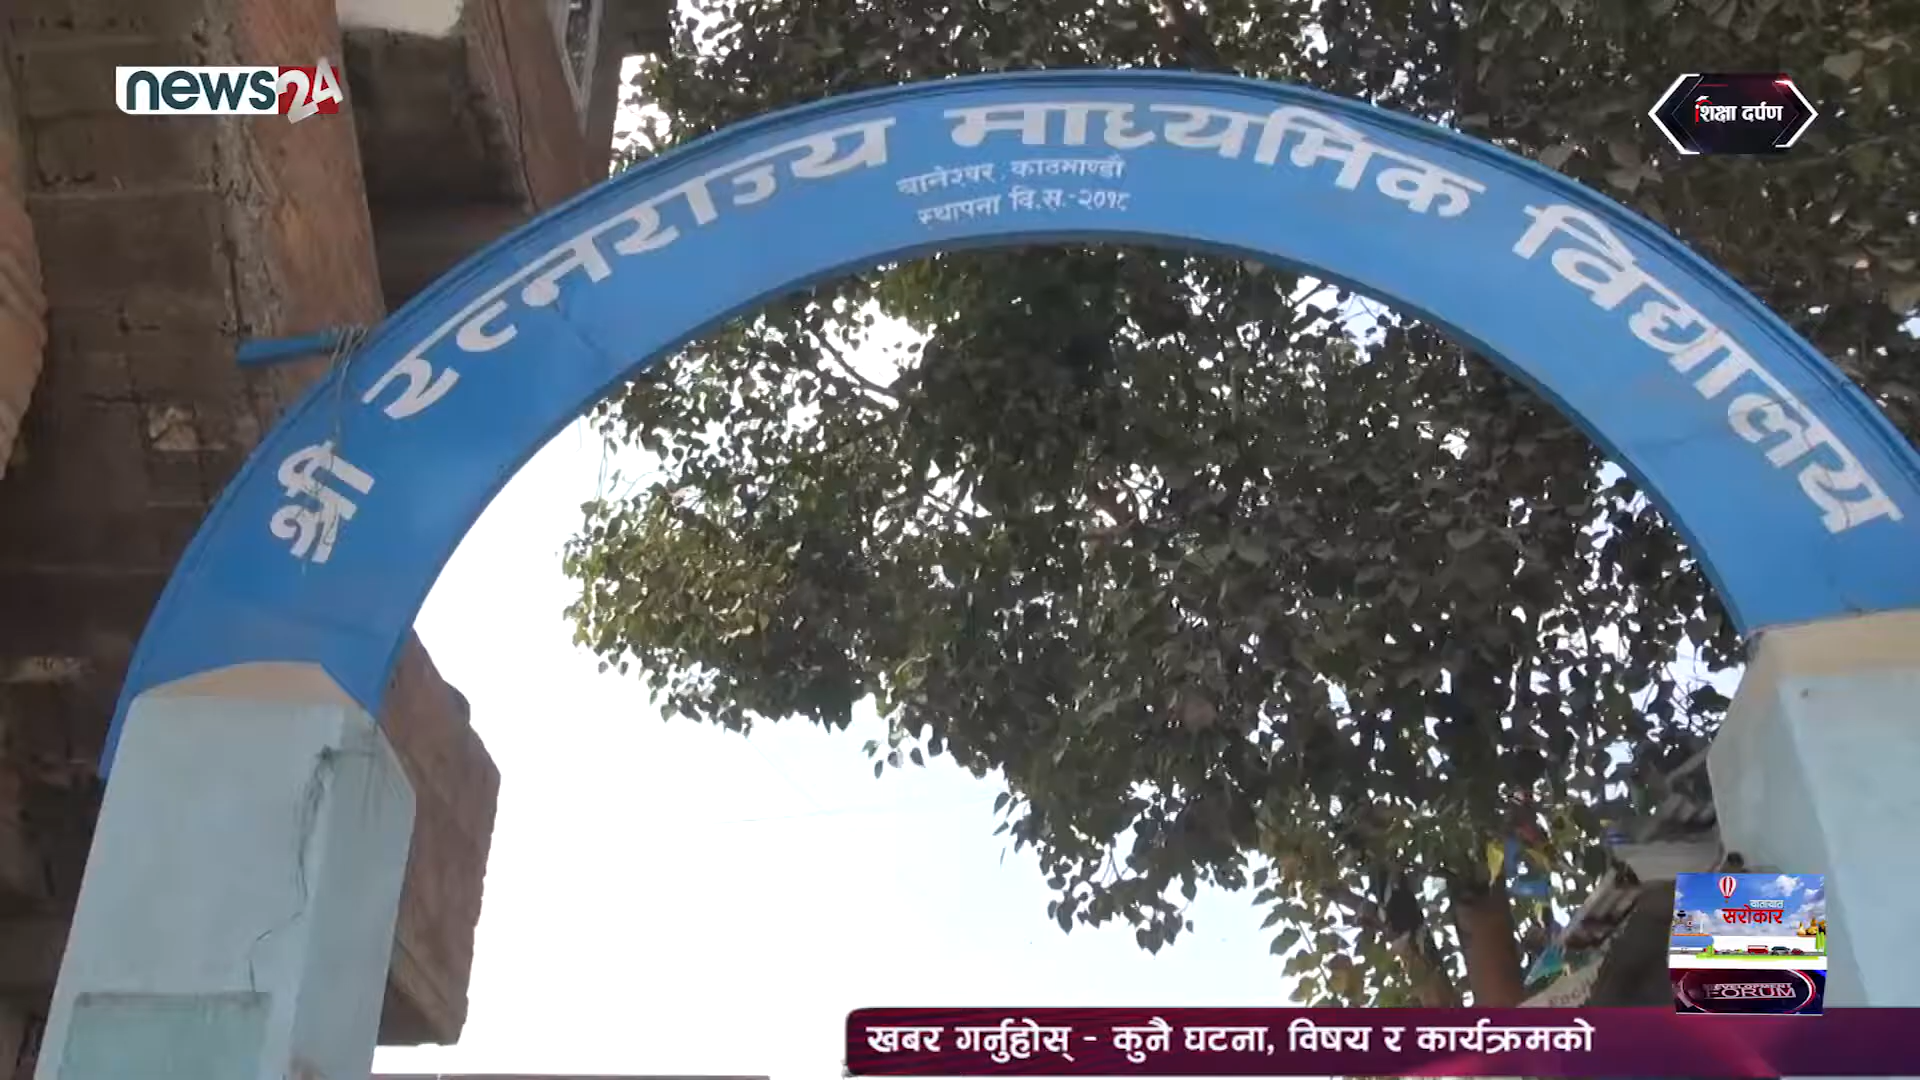 news24
शिक्षा दर्पण
श्री रत्नराज्य माध्यमिक विद्यालय
बानेश्वर, काठमाण्डौ
स्थापना वि.स.-२०१८
यातायात
सरोकार
DEVELOPMENT
FORUM
खबर गर्नुहोस् - कुनै घटना, विषय र कार्यक्रमको